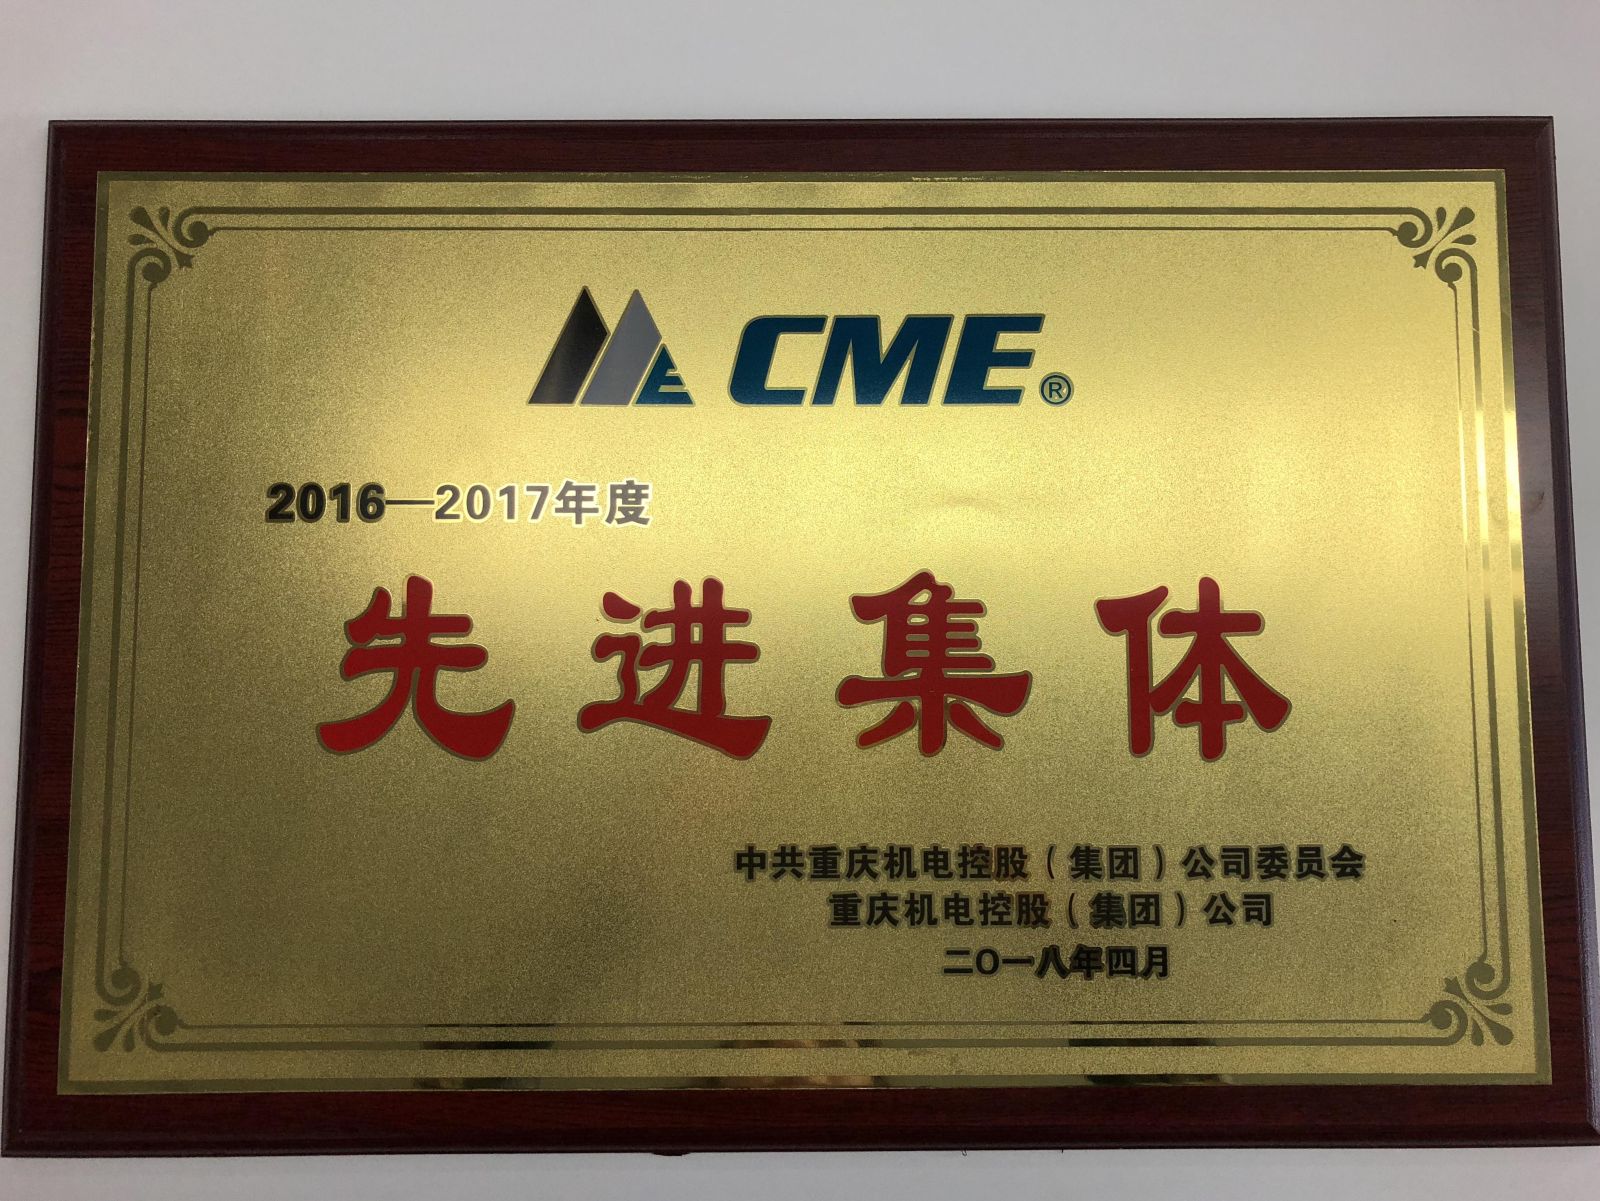 CME®
2016—2017年度
先进集体
中共重庆机电控股（集团）公司委员会
重庆机电控股（集团）公司
二〇一八年四月